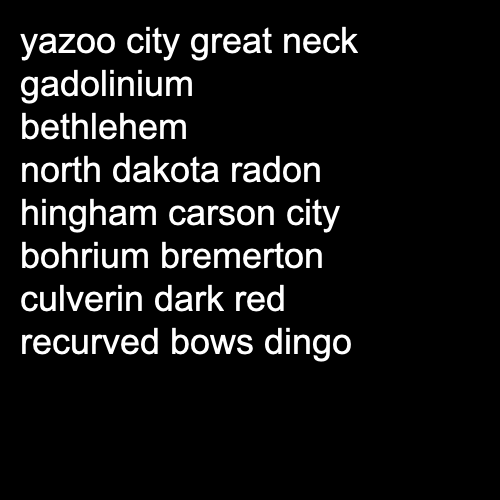 yazoo city great neck
gadolinium
bethlehem
north dakota radon
hingham carson city
bohrium bremerton
culverin dark red
recurved bows dingo